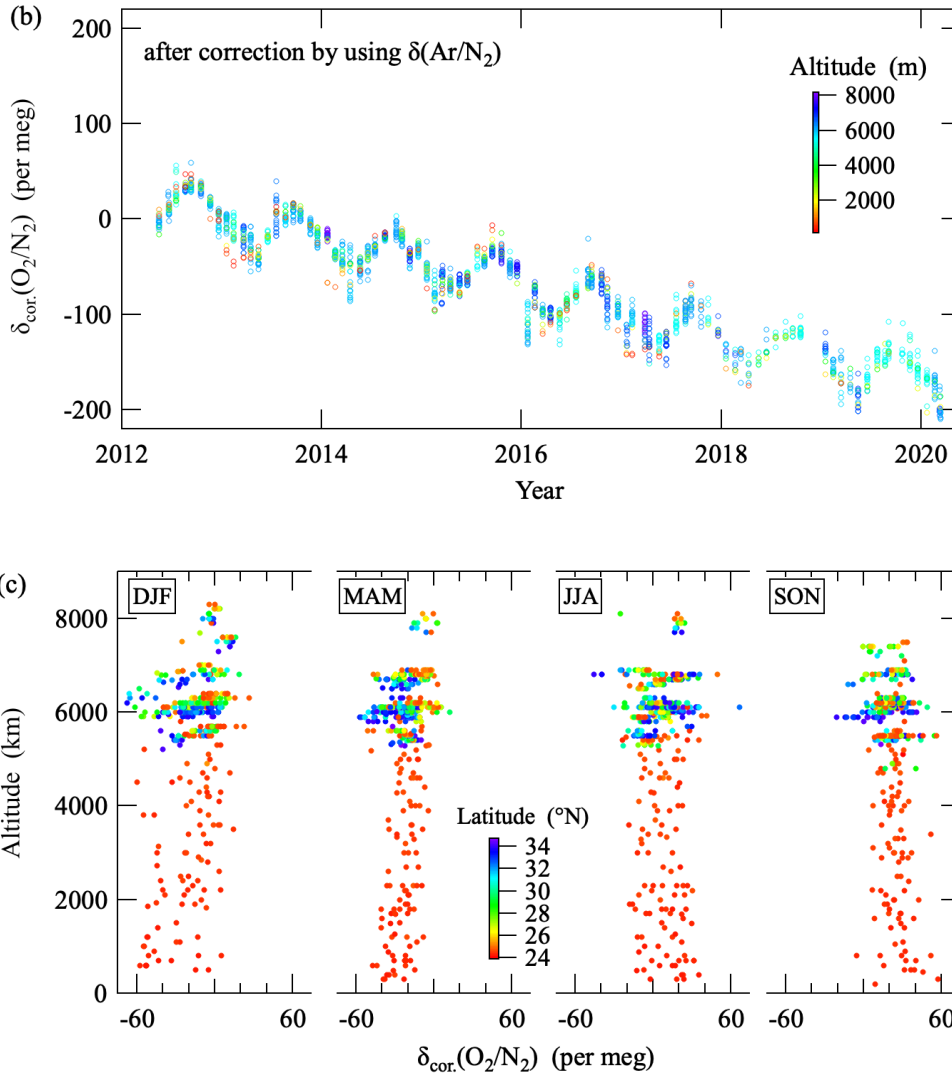 (b)
200
100
0
-100
-200
δcor.(O2/N2) (per meg)
after correction by using δ(Ar/N2)
Altitude (m)
8000
6000
4000
2000
2012 2014 2016 2018 2020
Year
(c)
DJF MAM JJA SON
8000
6000
4000
2000
0
Altitude (km)
Latitude (°N)
34
32
30
28
26
24
-60 60 -60 60 -60 60 -60 60
δcor.(O2/N2) (per meg)